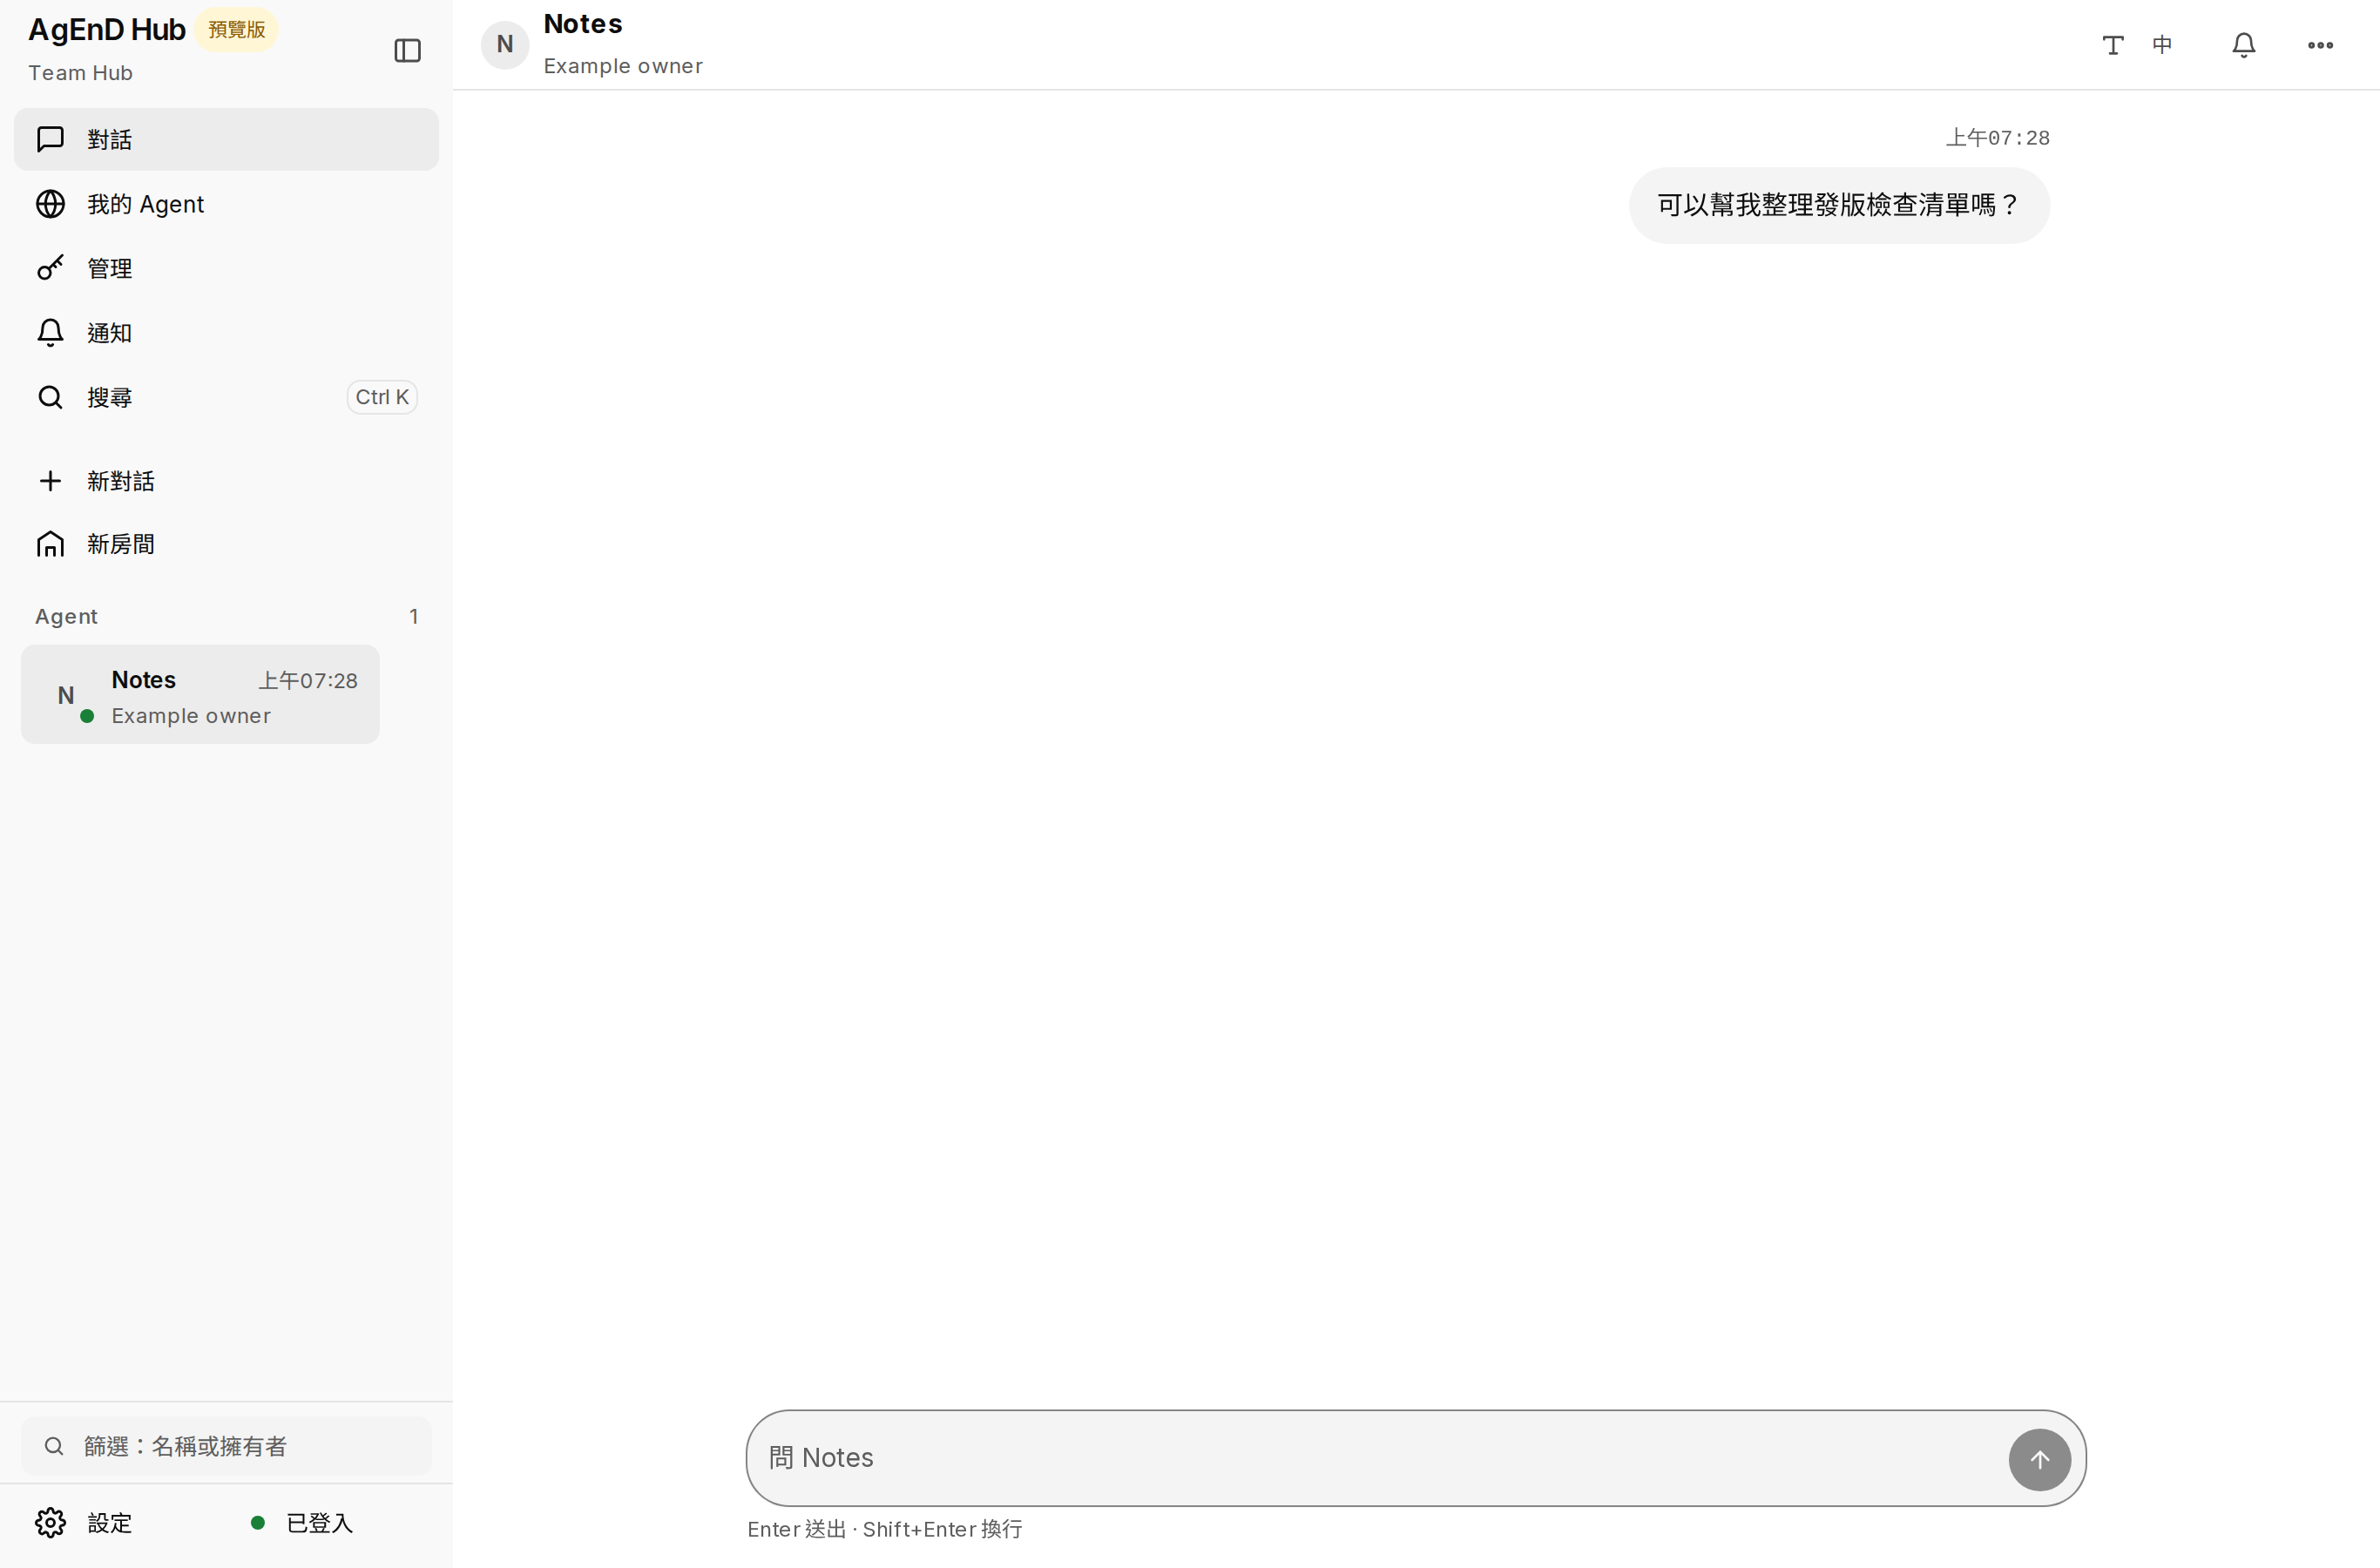 AgEnD Hub 預覽版
Team Hub
對話
我的 Agent
管理
通知
搜尋 Ctrl K
新對話
新房間
Agent 1
N Notes 上午07:28
Example owner
篩選：名稱或擁有者
設定 已登入
N Notes
Example owner
中
上午07:28
可以幫我整理發版檢查清單嗎？
問 Notes
Enter 送出 · Shift+Enter 換行